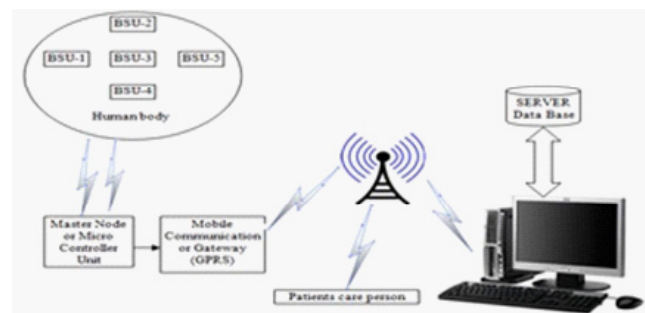 BSU-2
BSU-1
BSU-3
BSU-5
BSU-4
Human body
SERVER
Data Base
Master Node
or Micro
Controller
Unit
Mobile
Communication
or Gateway
(GPRS)
Patients care person